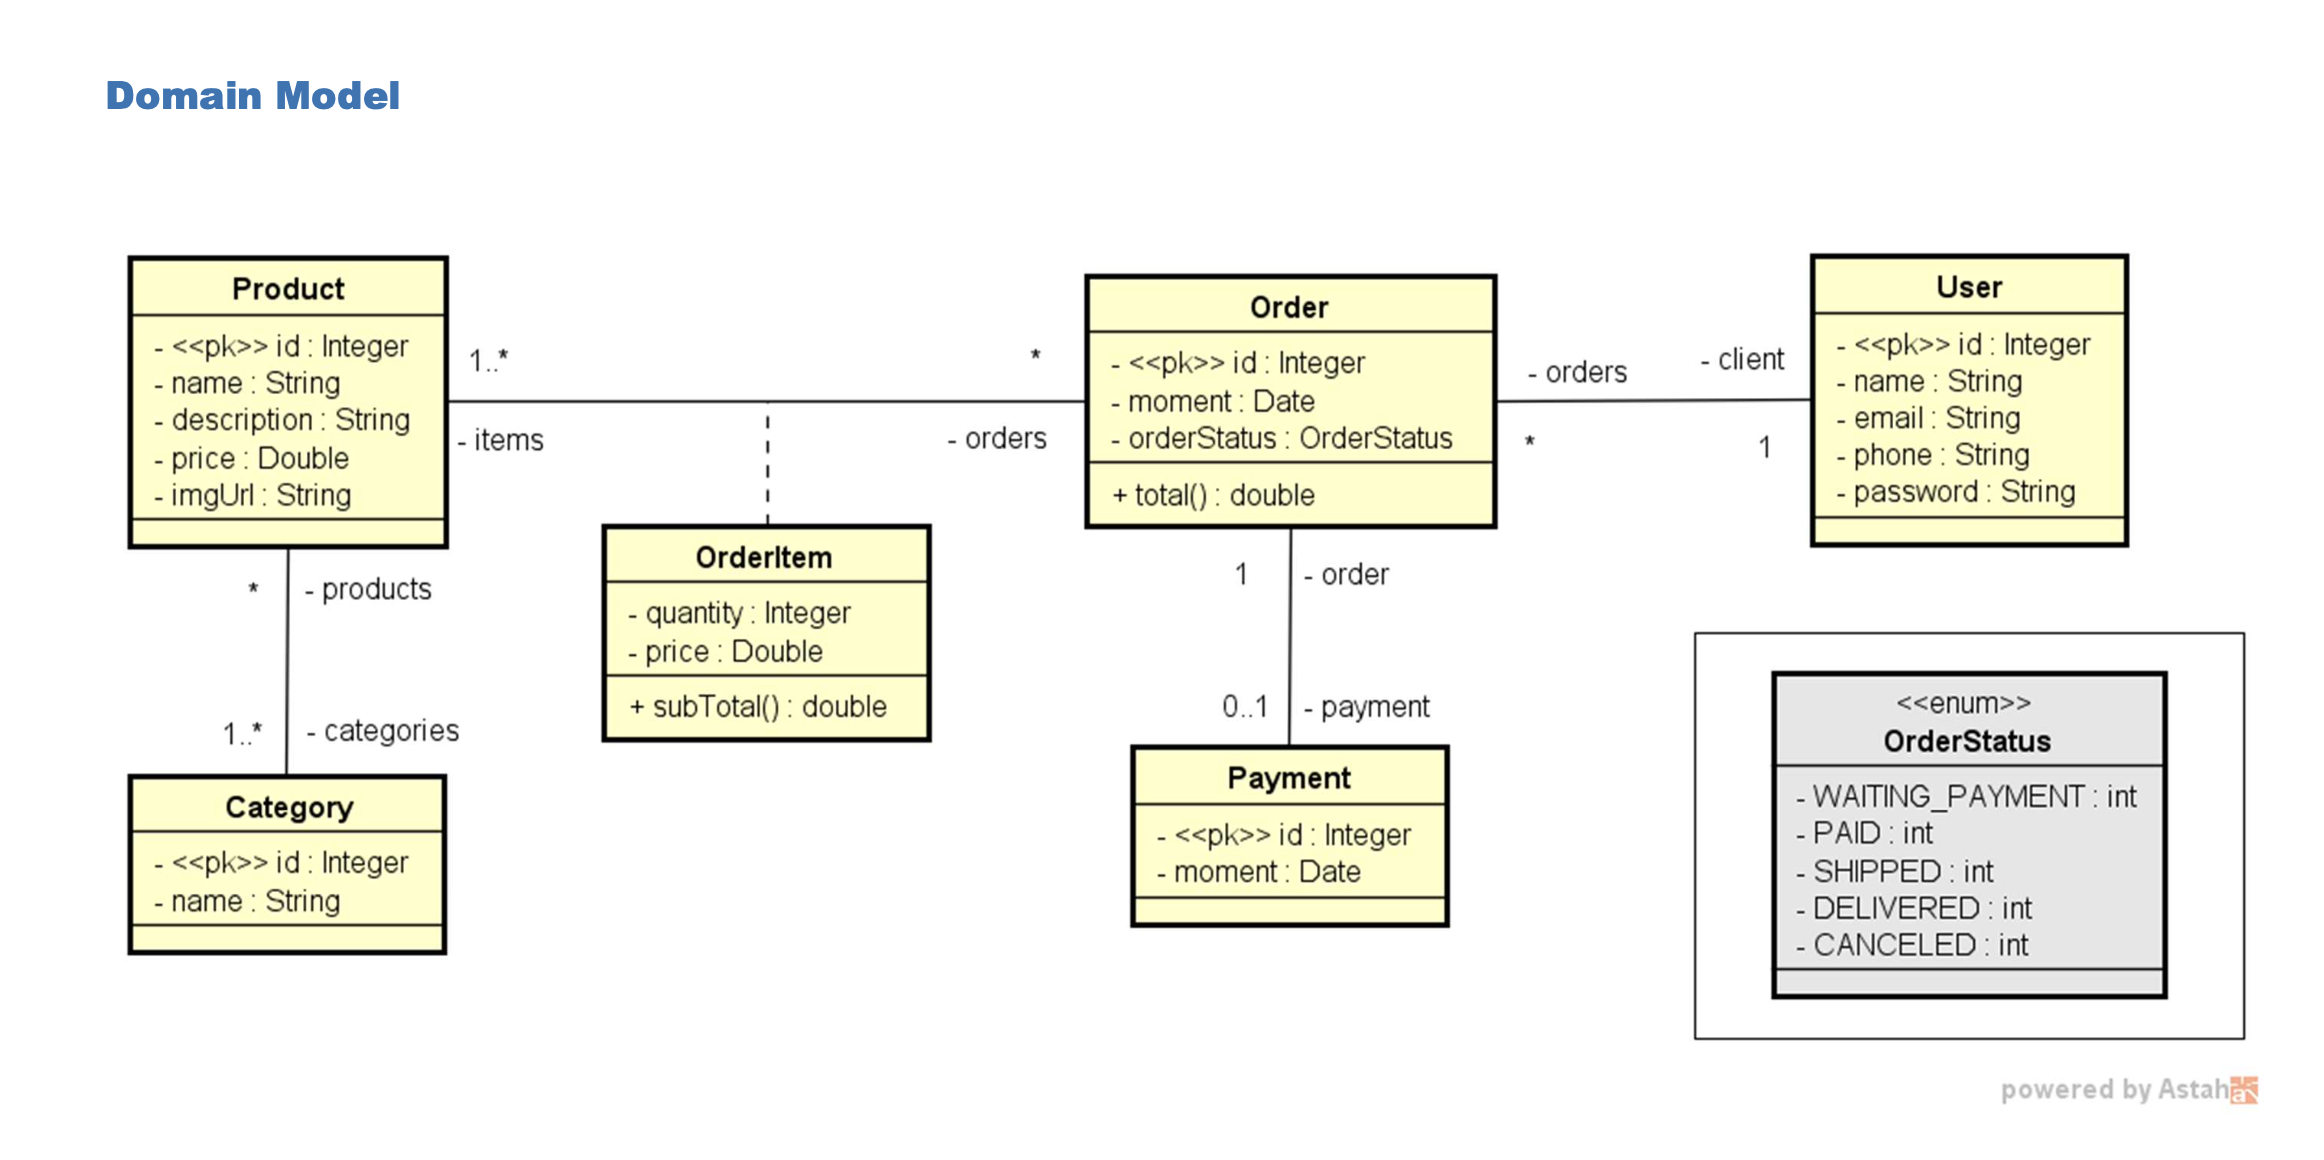 Domain Model
Product
- <<pk>> id : Integer
- name : String
- description : String
- price : Double
- imgUrl : String
1..*
*
- items
- orders
Order
- <<pk>> id : Integer
- moment : Date
- orderStatus : OrderStatus
+ total() : double
- orders
- client
*
1
User
- <<pk>> id : Integer
- name : String
- email : String
- phone : String
- password : String
OrderItem
- quantity : Integer
- price : Double
+ subTotal() : double
* - products
1..* - categories
1 - order
0..1 - payment
Category
- <<pk>> id : Integer
- name : String
Payment
- <<pk>> id : Integer
- moment : Date
<<enum>>
OrderStatus
- WAITING_PAYMENT : int
- PAID : int
- SHIPPED : int
- DELIVERED : int
- CANCELED : int
powered by Astah